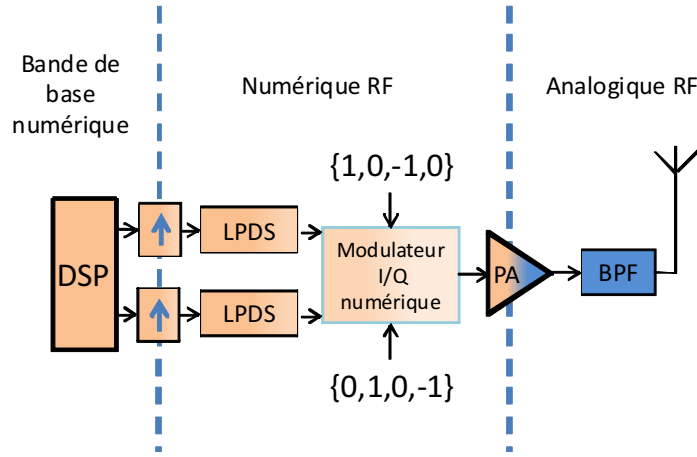 Bande de
base
numérique
Numérique RF
Analogique RF
{1,0,-1,0}
DSP
LPDS
LPDS
Modulateur
I/Q
numérique
PA
BPF
{0,1,0,-1}